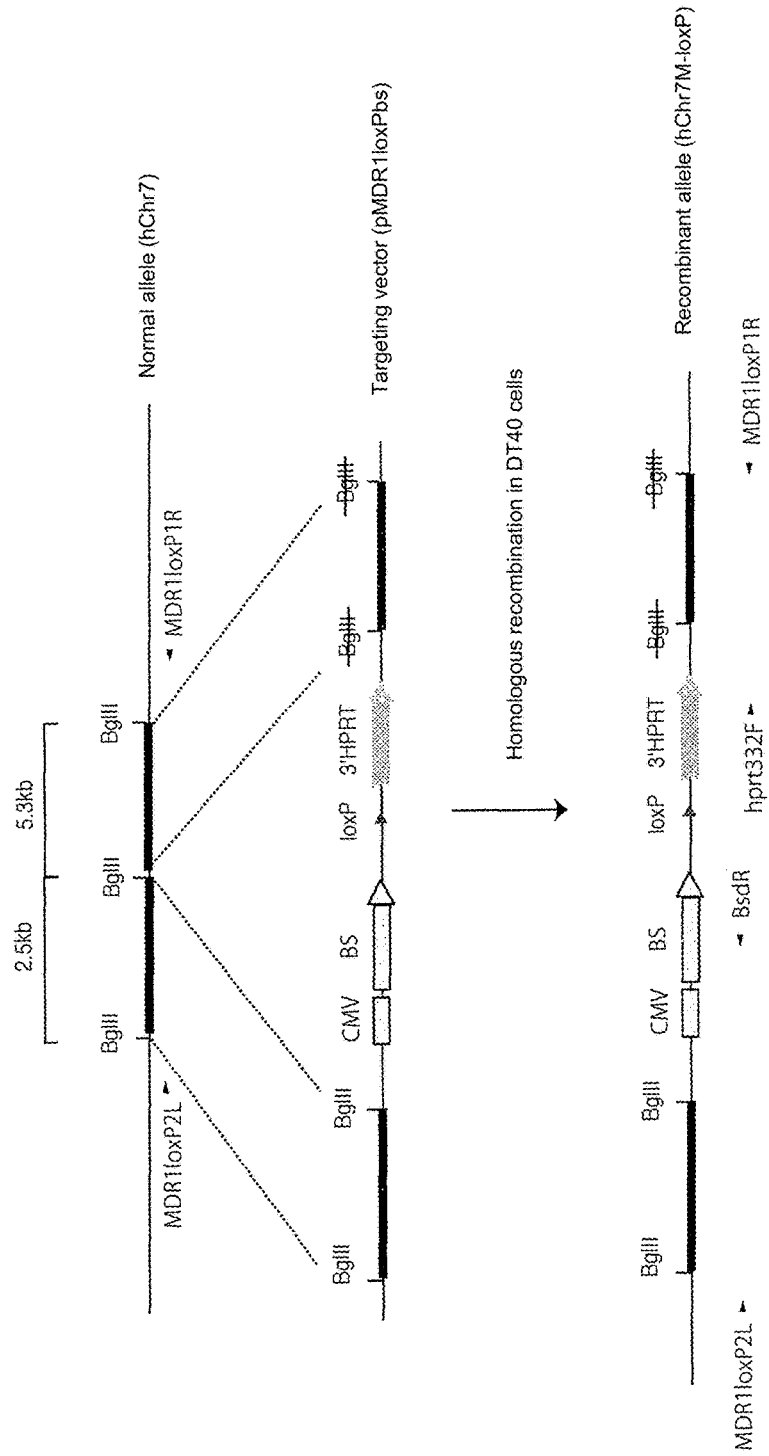 2.5kb
5.3kb
BglII
BglII
BglII
Normal allele (hChr7)
MDR1loxP2L
MDR1loxP1R
BglII
BglII
CMV
BS
loxP
3'HPRT
BglII
BglII
Targeting vector (pMDR1loxPbs)
Homologous recombination in DT40 cells
BglII
BglII
CMV
BS
loxP
3'HPRT
BglII
BglII
Recombinant allele (hChr7M-loxP)
MDR1loxP2L
BsdR
hprt332F
MDR1loxP1R